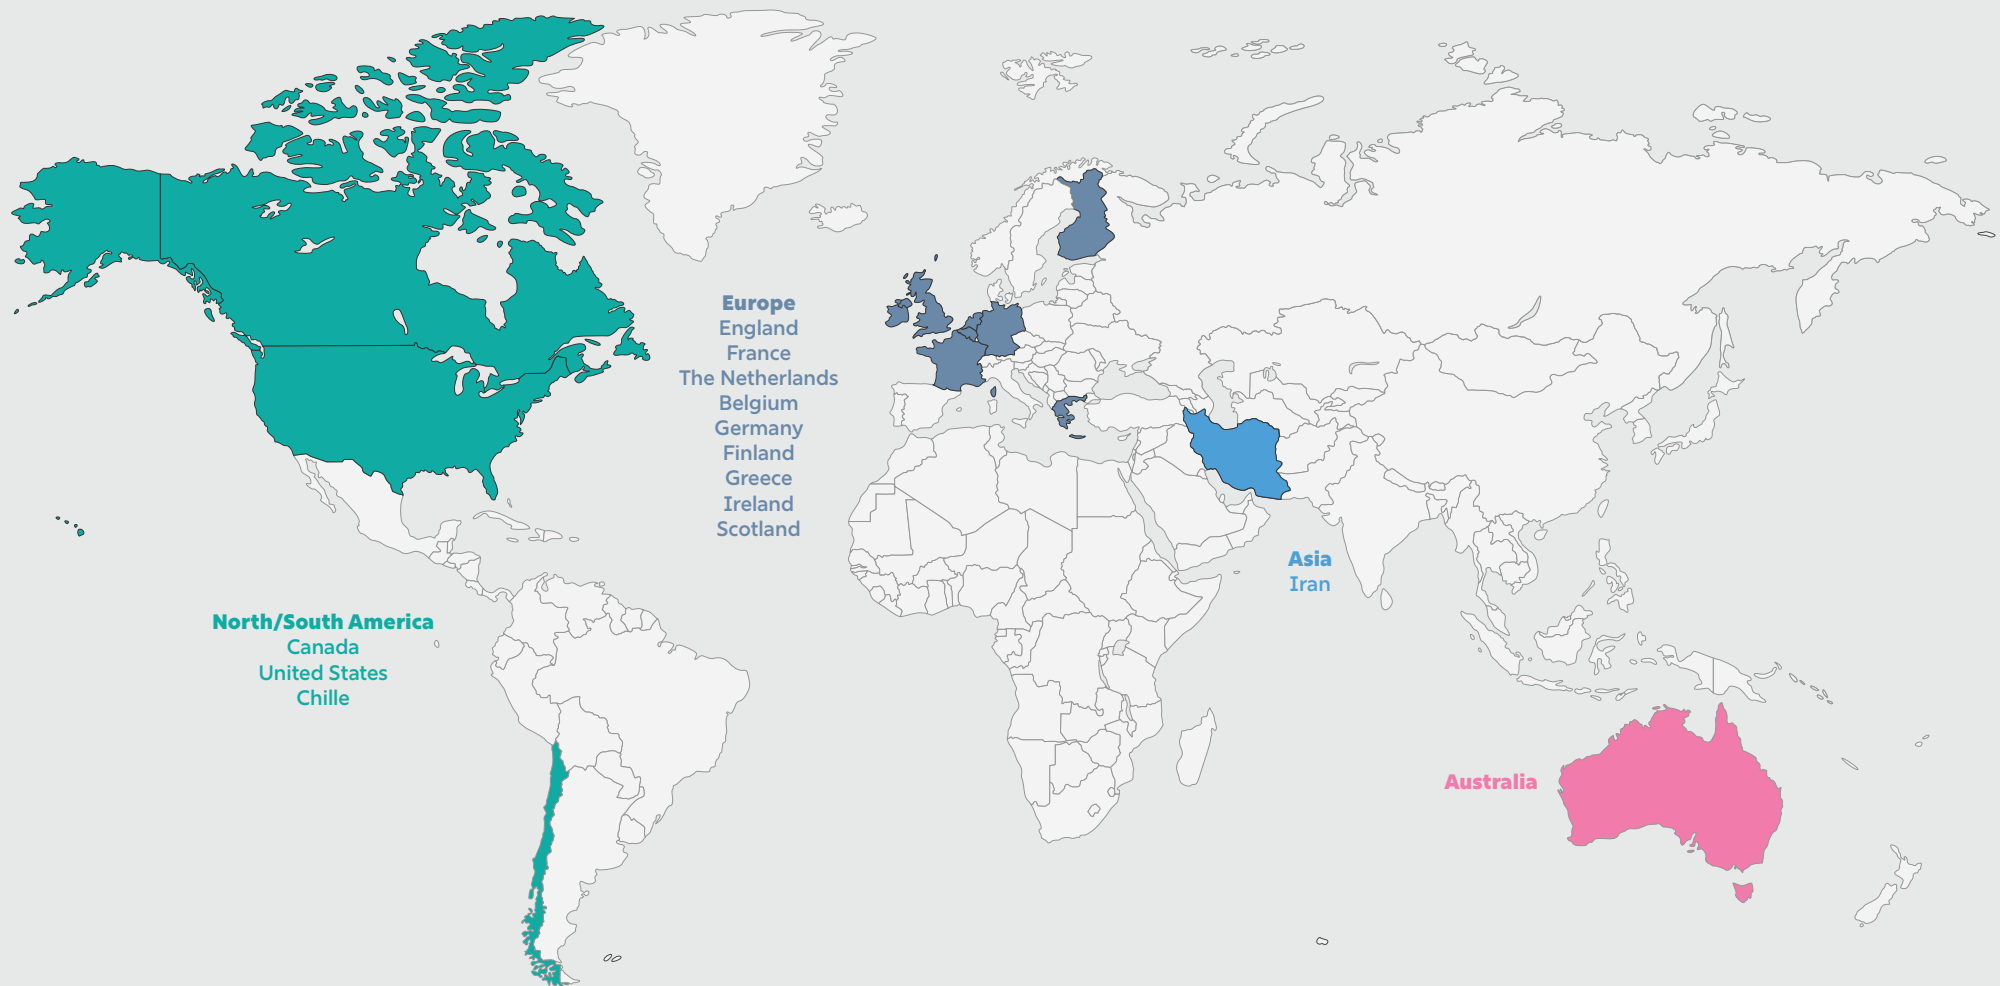 Europe
England
France
The Netherlands
Belgium
Germany
Finland
Greece
Ireland
Scotland
Asia
Iran
North/South America
Canada
United States
Chille
Australia